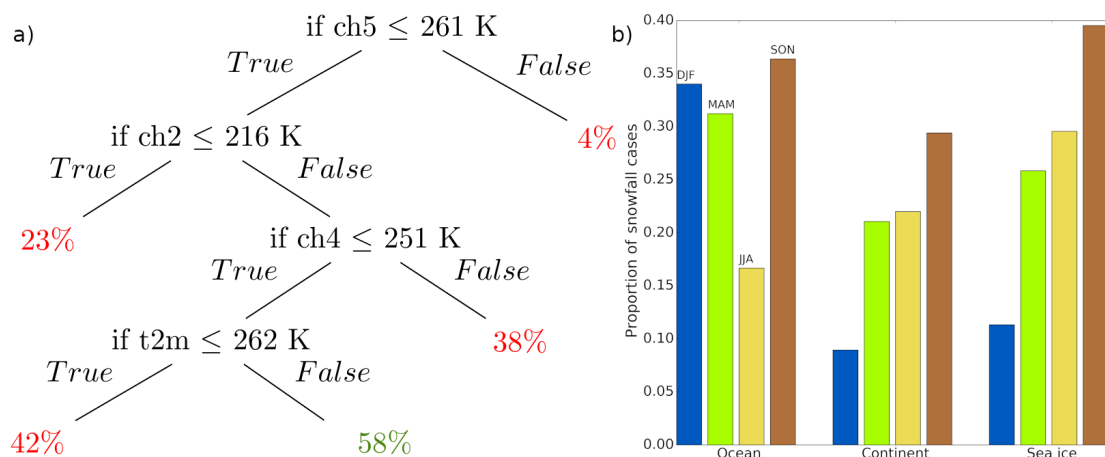 a)
if ch5 ≤ 261 K
True
False
if ch2 ≤ 216 K
4%
True
False
23%
if ch4 ≤ 251 K
True
False
if t2m ≤ 262 K
38%
True
False
42%
58%
b)
Proportion of snowfall cases
0.40
0.35
0.30
0.25
0.20
0.15
0.10
0.05
0.00
DJF
MAM
JJA
SON
Ocean
Continent
Sea ice